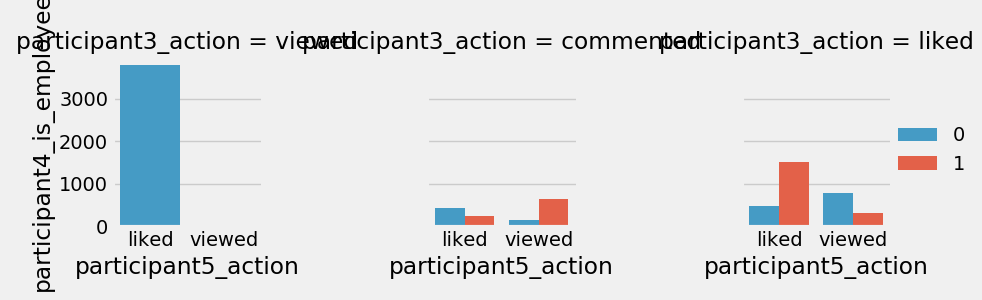 participant3_action = viewed
participant3_action = commented
participant3_action = liked
participant4_is_employee
3000
2000
1000
0
liked viewed
liked viewed
liked viewed
participant5_action
participant5_action
participant5_action
0
1